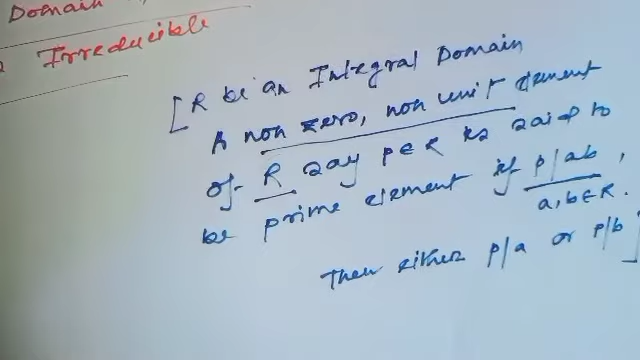 Domain
Irreducible
[R be an Integral Domain
A non zero, non unit element
of R say p∈R is said to
be prime element if p/ab,
a,b∈R.
Then either p/a or p/b]